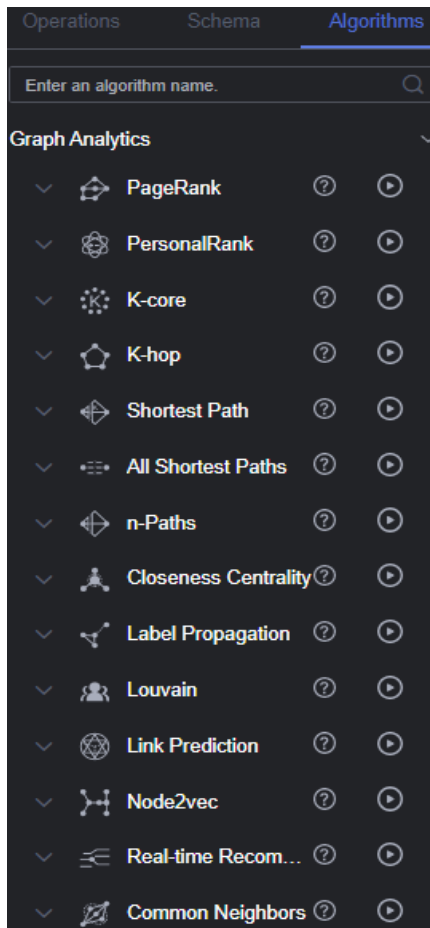 Operations Schema Algorithms
Enter an algorithm name.
Graph Analytics
PageRank
PersonalRank
K-core
K-hop
Shortest Path
All Shortest Paths
n-Paths
Closeness Centrality
Label Propagation
Louvain
Link Prediction
Node2vec
Real-time Recom...
Common Neighbors